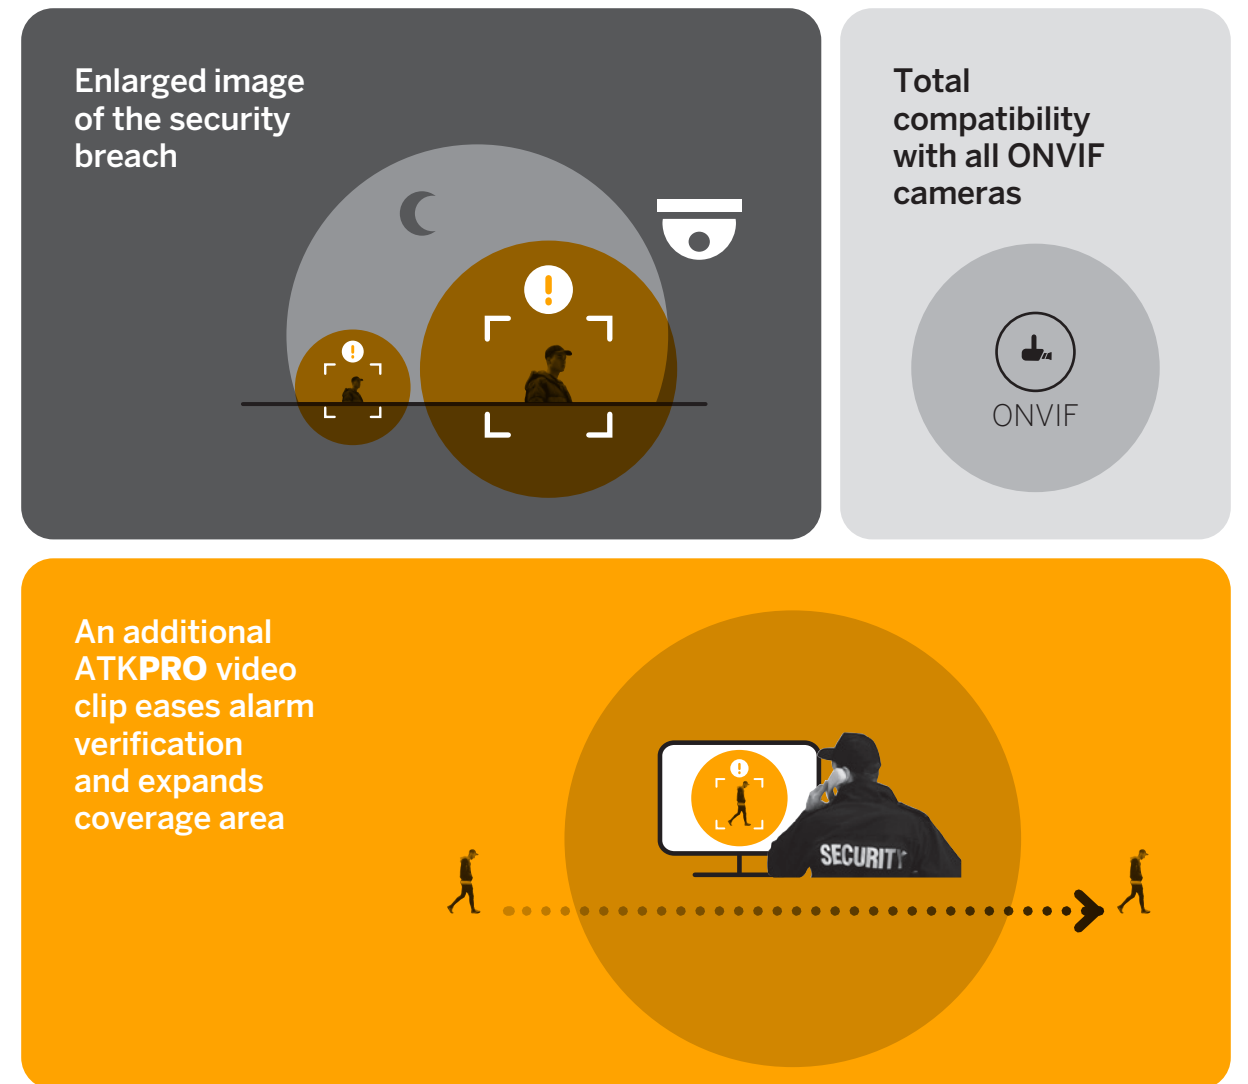 Enlarged image
of the security
breach
Total
compatibility
with all ONVIF
cameras
ONVIF
An additional
ATKPRO video
clip eases alarm
verification
and expands
coverage area
SECURITY